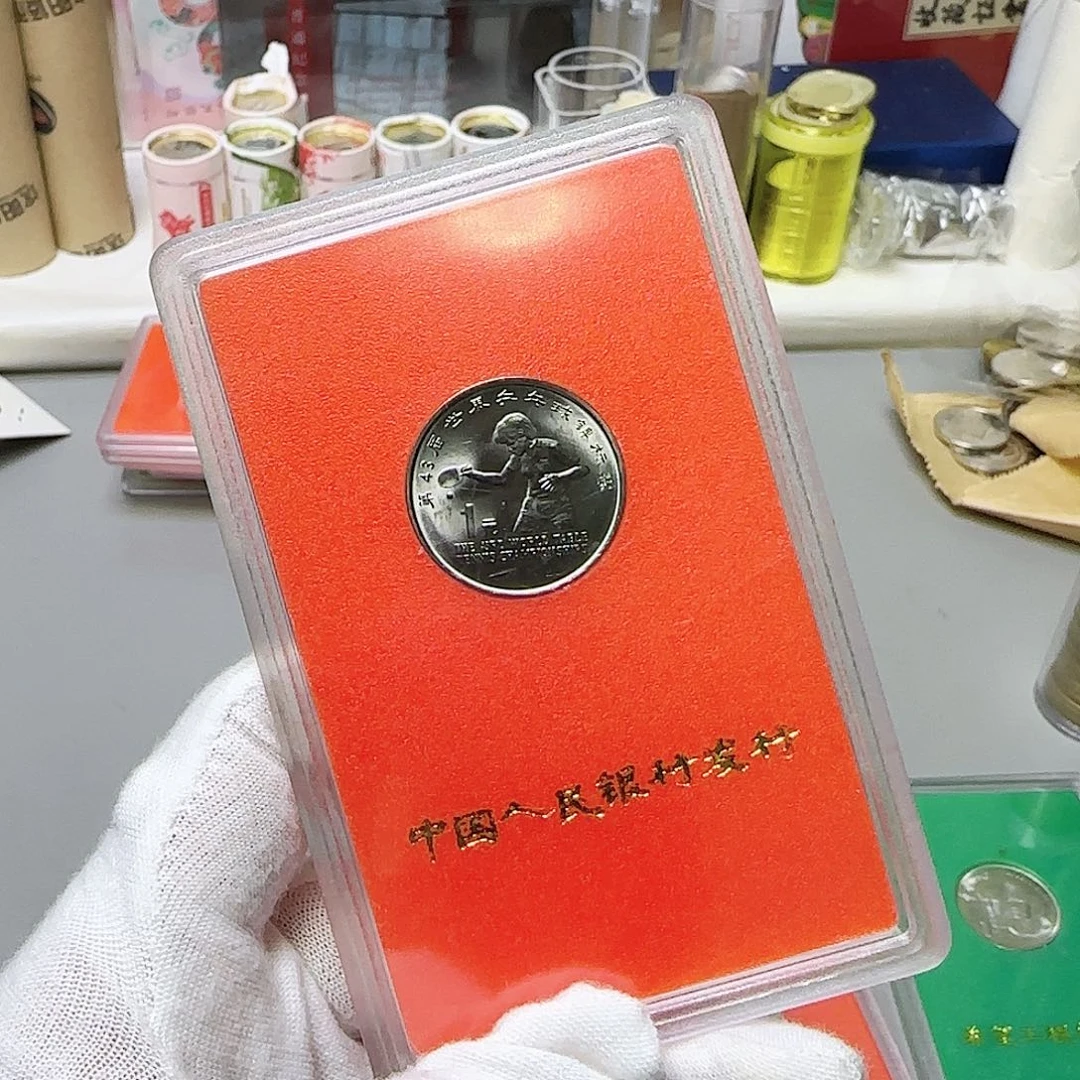 第43届世界乒乓球锦标赛
1元
THE 43RD WORLD TABLE
TENNIS CHAMPIONSHIPS
中国人民银行发行